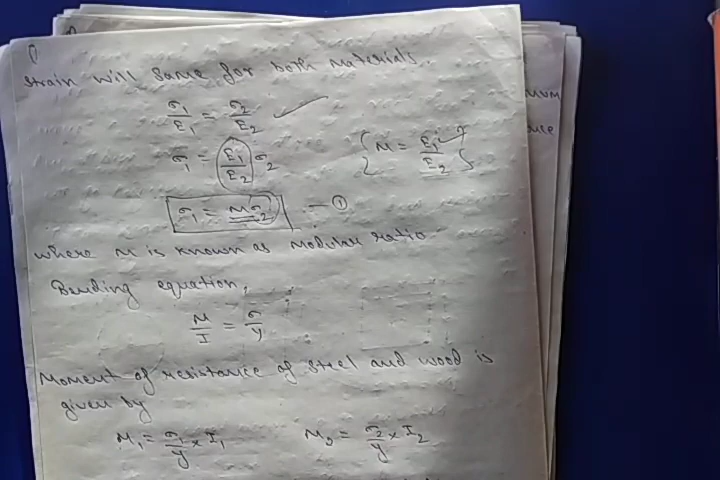 strain will same for both materials.
σ1/E1 = σ2/E2 ✓
σ1 = (E1/E2) σ2 { M = E1/E2 }
σ1 = Mσ2 — ①
where M is known as modular ratio
Bending equation,
M/I = σ/y
Moment of resistance of steel and wood is
given by
M1 = σ1/y × I1 M2 = σ2/y × I2